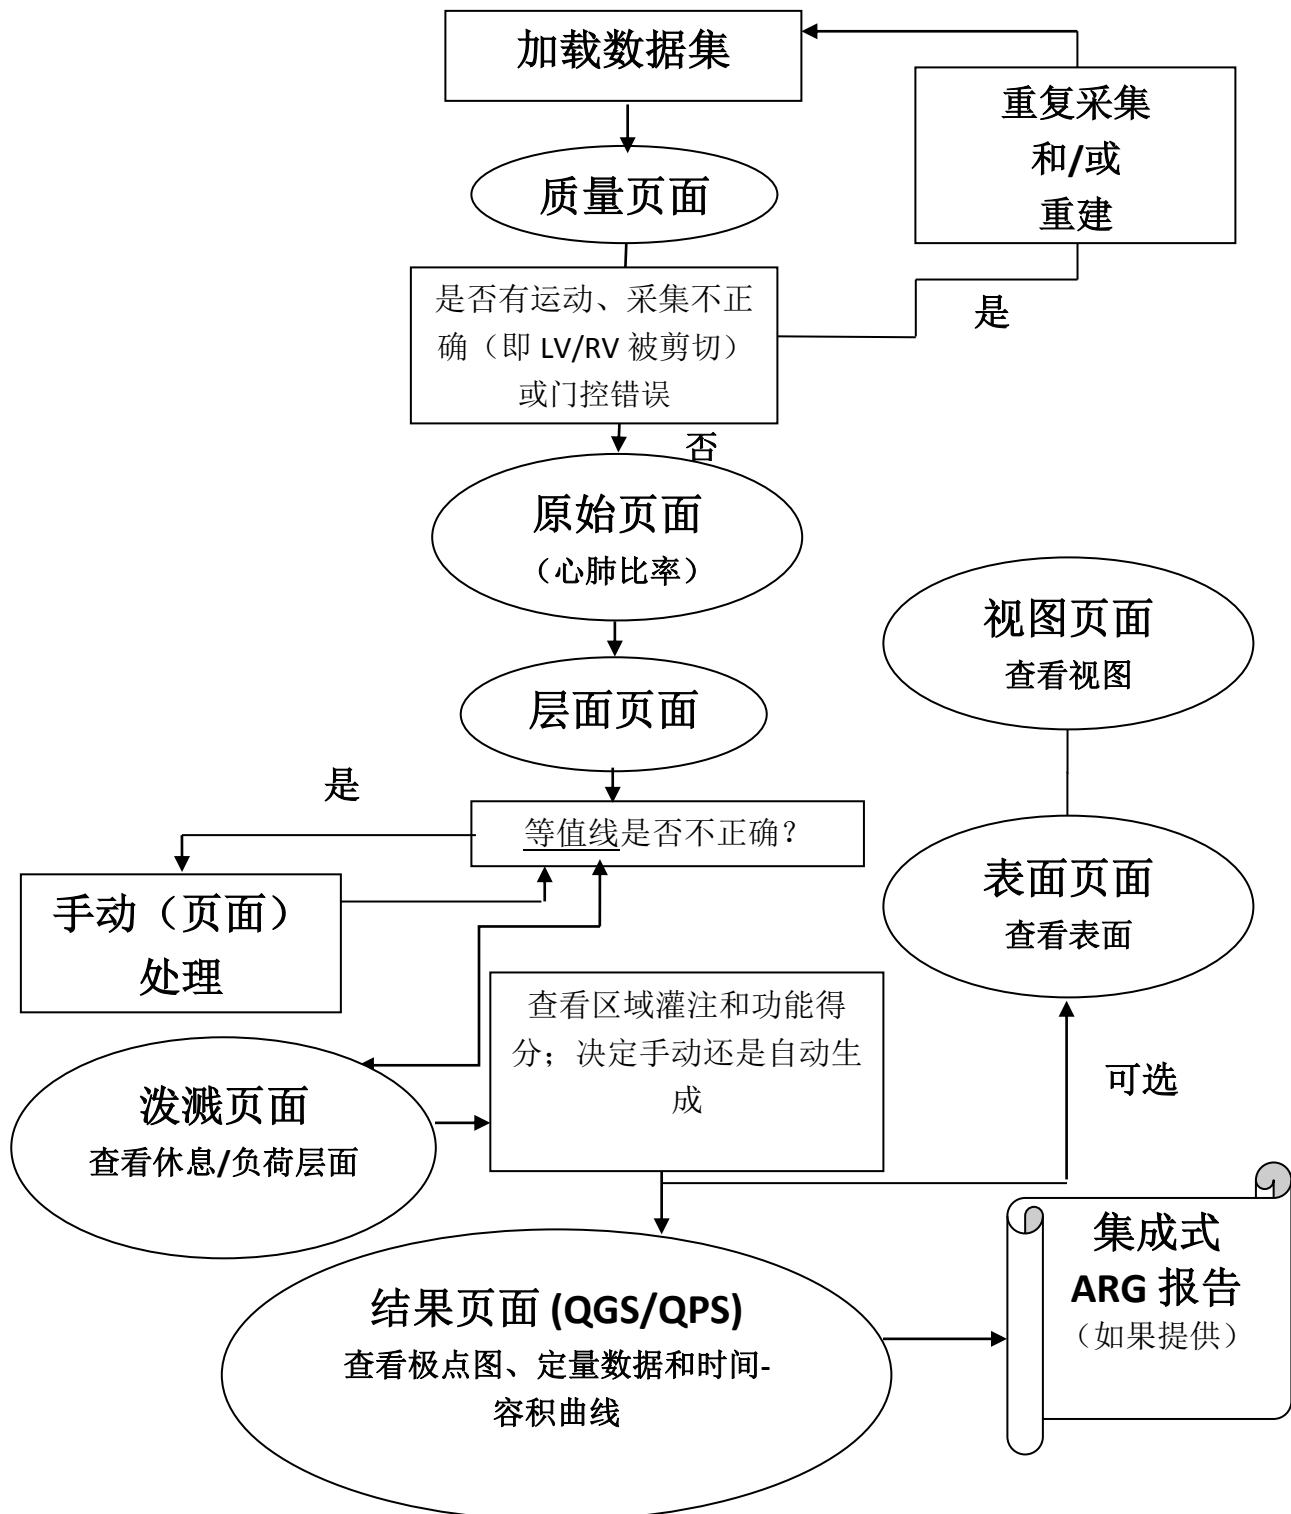 加载数据集
重复采集
和/或
重建
质量页面
是否有运动、采集不正
确（即 LV/RV 被剪切）
或门控错误
是
否
原始页面
（心肺比率）
视图页面
查看视图
层面页面
是
等值线是否不正确？
手动（页面）
处理
表面页面
查看表面
查看区域灌注和功能得
分；决定手动还是自动生
成
可选
泼溅页面
查看休息/负荷层面
集成式
ARG 报告
（如果提供）
结果页面 (QGS/QPS)
查看极点图、定量数据和时间-
容积曲线